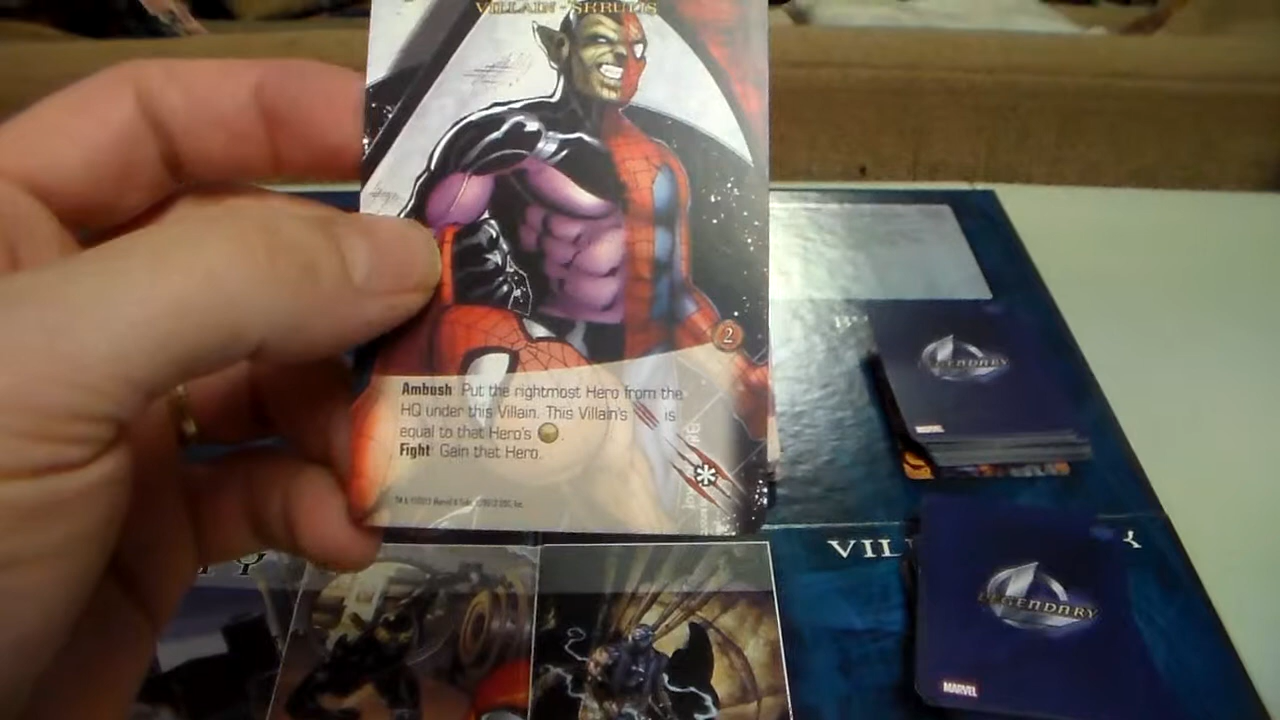 VILLAIN - SKRULLS
2
Ambush: Put the rightmost Hero from the
HQ under this Villain. This Villain's is
equal to that Hero's .
Fight: Gain that Hero.
*
LEGENDARY
MARVEL
VIL
LEGENDARY
MARVEL